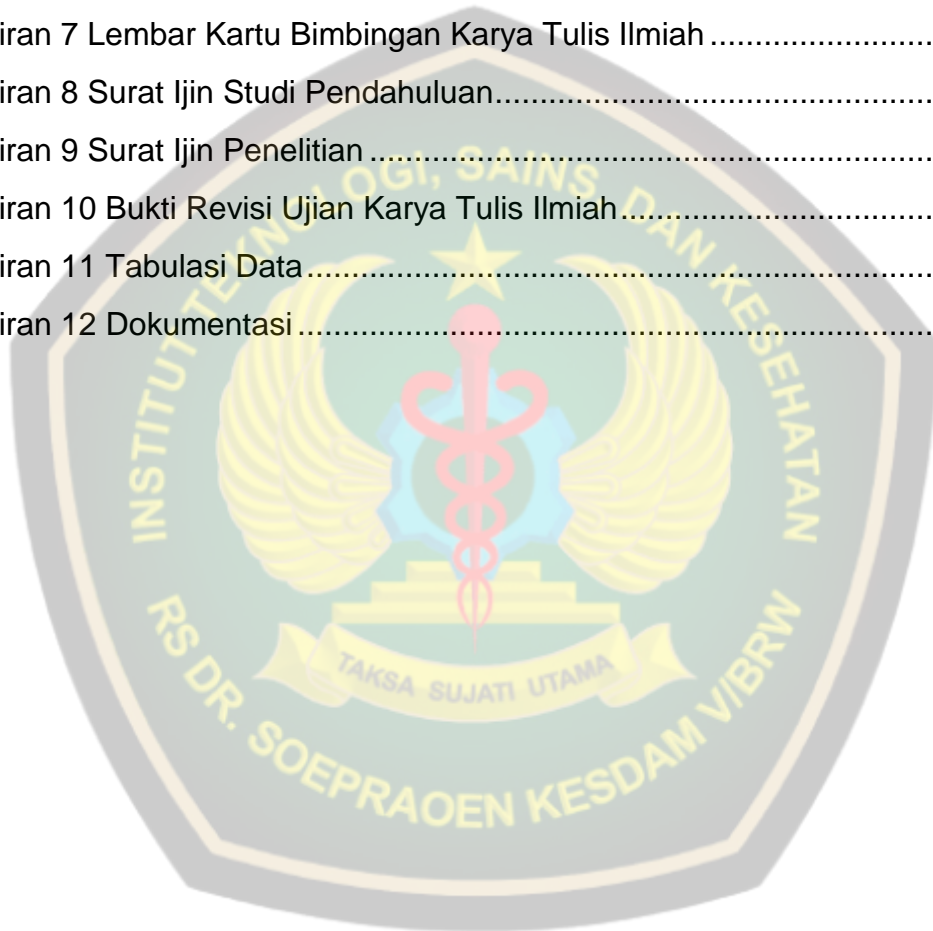 iran 7 Lembar Kartu Bimbingan Karya Tulis Ilmiah ..........................
iran 8 Surat Ijin Studi Pendahuluan....................................................
iran 9 Surat Ijin Penelitian ...................................................................
iran 10 Bukti Revisi Ujian Karya Tulis Ilmiah.....................................
iran 11 Tabulasi Data...........................................................................
iran 12 Dokumentasi............................................................................
INSTITUT TEKNOLOGI, SAINS, DAN KESEHATAN
TAKSA SUJATI UTAMA
RS DR. SOEPRAOEN KESDAM V/BRW